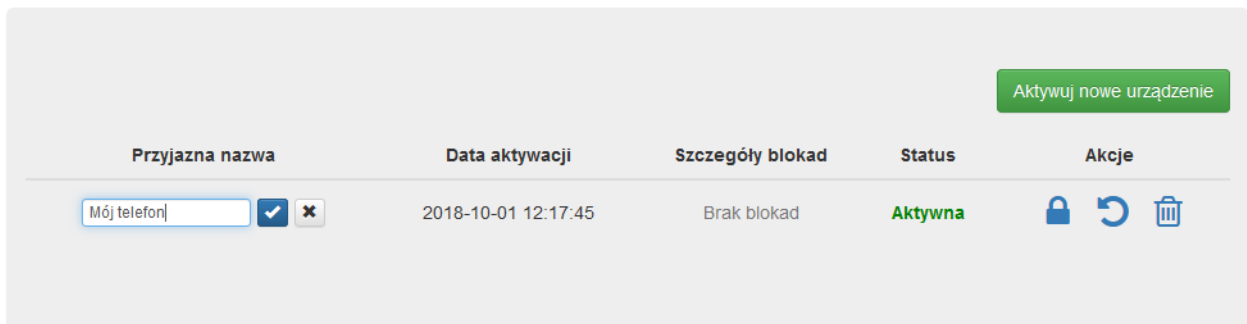 Aktywuj nowe urządzenie
Przyjazna nazwa Data aktywacji Szczegóły blokad Status Akcje
Mój telefon 2018-10-01 12:17:45 Brak blokad Aktywna